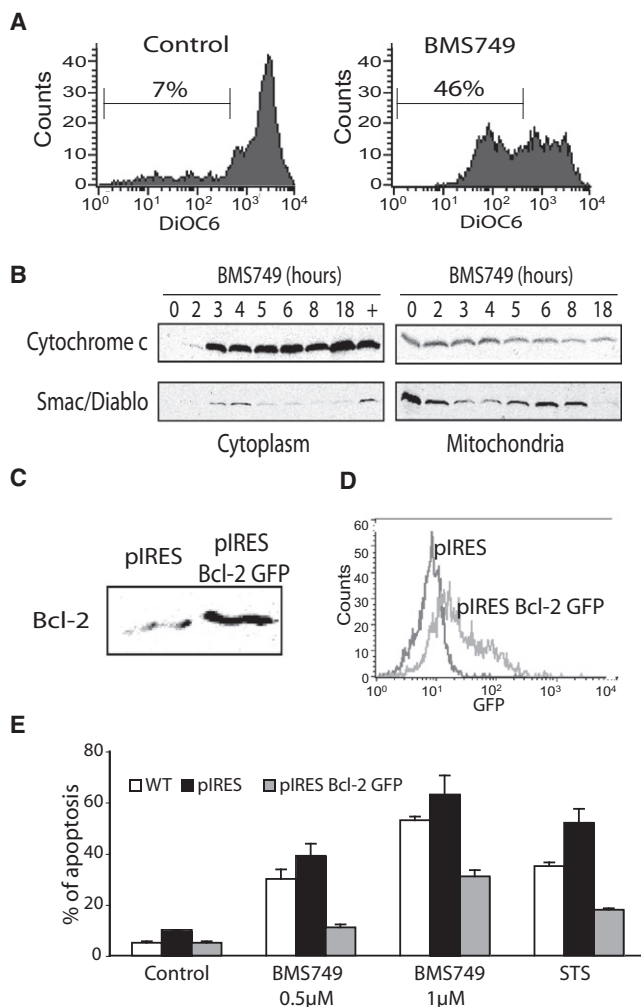 A
Control
BMS749
7%
46%
Counts
40
30
20
10
0
10⁰ 10¹ 10² 10³ 10⁴
DiOC6
Counts
40
30
20
10
0
10⁰ 10¹ 10² 10³ 10⁴
DiOC6
B
BMS749 (hours)
BMS749 (hours)
0 2 3 4 5 6 8 18 +
0 2 3 4 5 6 8 18
Cytochrome c
Smac/Diablo
Cytoplasm
Mitochondria
C
pIRES
pIRES
Bcl-2 GFP
Bcl-2
D
Counts
60
50
40
30
20
10
0
pIRES
pIRES Bcl-2 GFP
10⁰ 10¹ 10² 10³ 10⁴
GFP
E
% of apoptosis
80
60
40
20
0
WT pIRES pIRES Bcl-2 GFP
Control BMS749 BMS749 STS
0.5µM 1µM